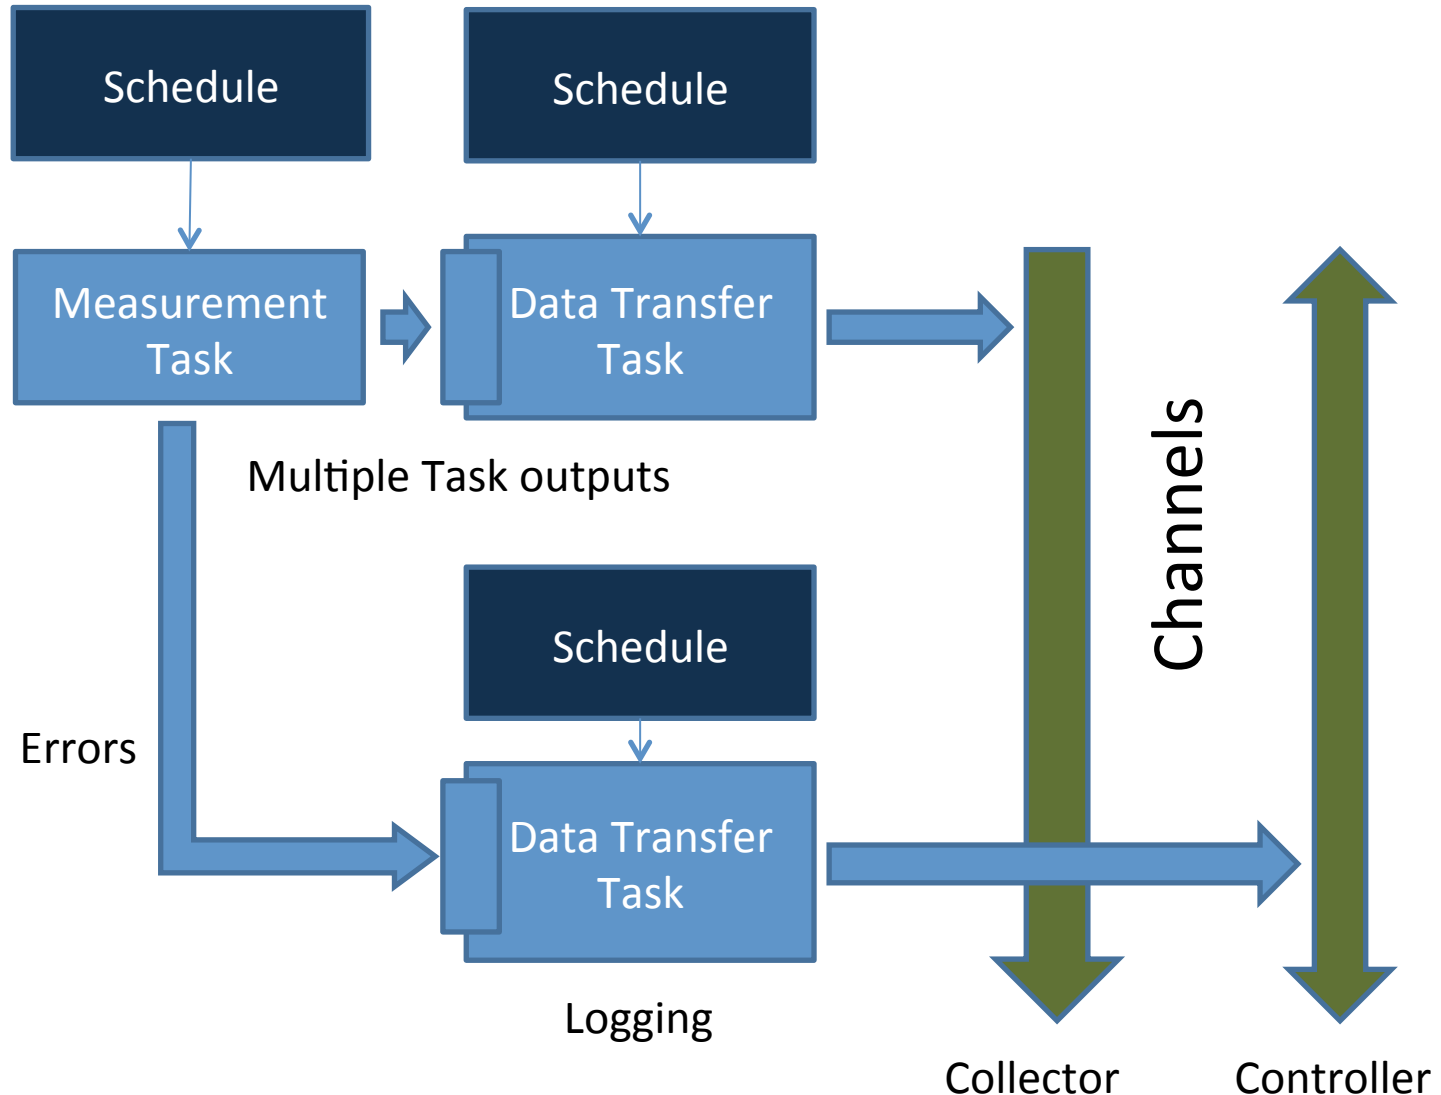 Schedule
Schedule
Measurement
Task
Data Transfer
Task
Multiple Task outputs
Channels
Schedule
Errors
Data Transfer
Task
Logging
Collector
Controller